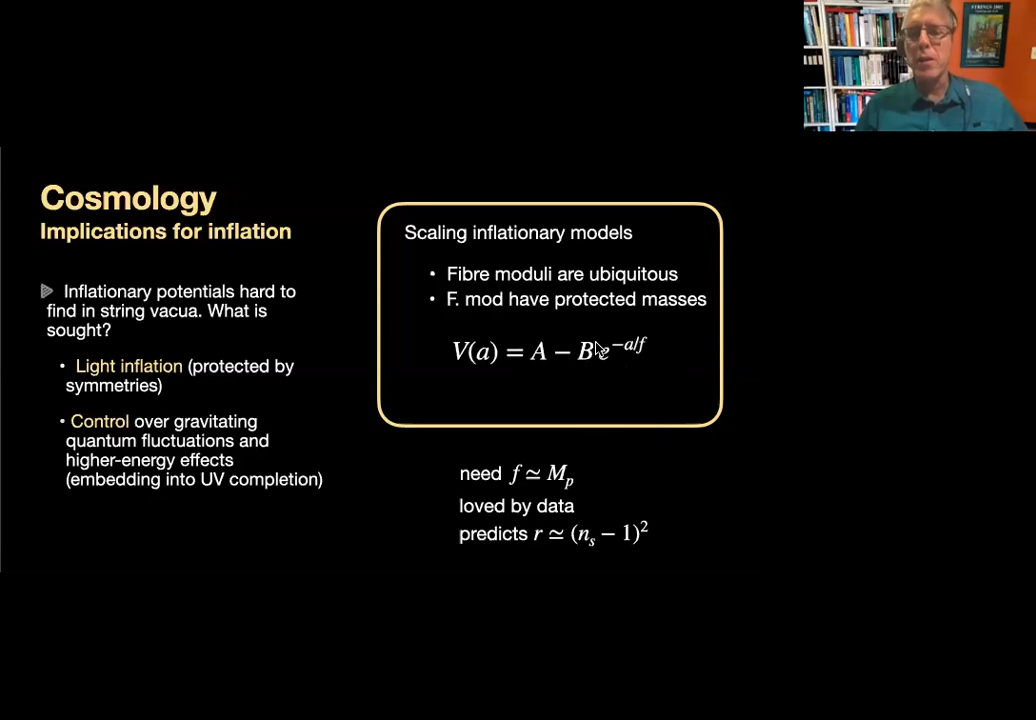 STRINGS 2002
Cosmology
Implications for inflation
Inflationary potentials hard to
find in string vacua. What is
sought?
• Light inflation (protected by
symmetries)
• Control over gravitating
quantum fluctuations and
higher-energy effects
(embedding into UV completion)
Scaling inflationary models
• Fibre moduli are ubiquitous
• F. mod have protected masses
V(a) = A − B e^{−a/f}
need f ≃ M_p
loved by data
predicts r ≃ (n_s − 1)^2